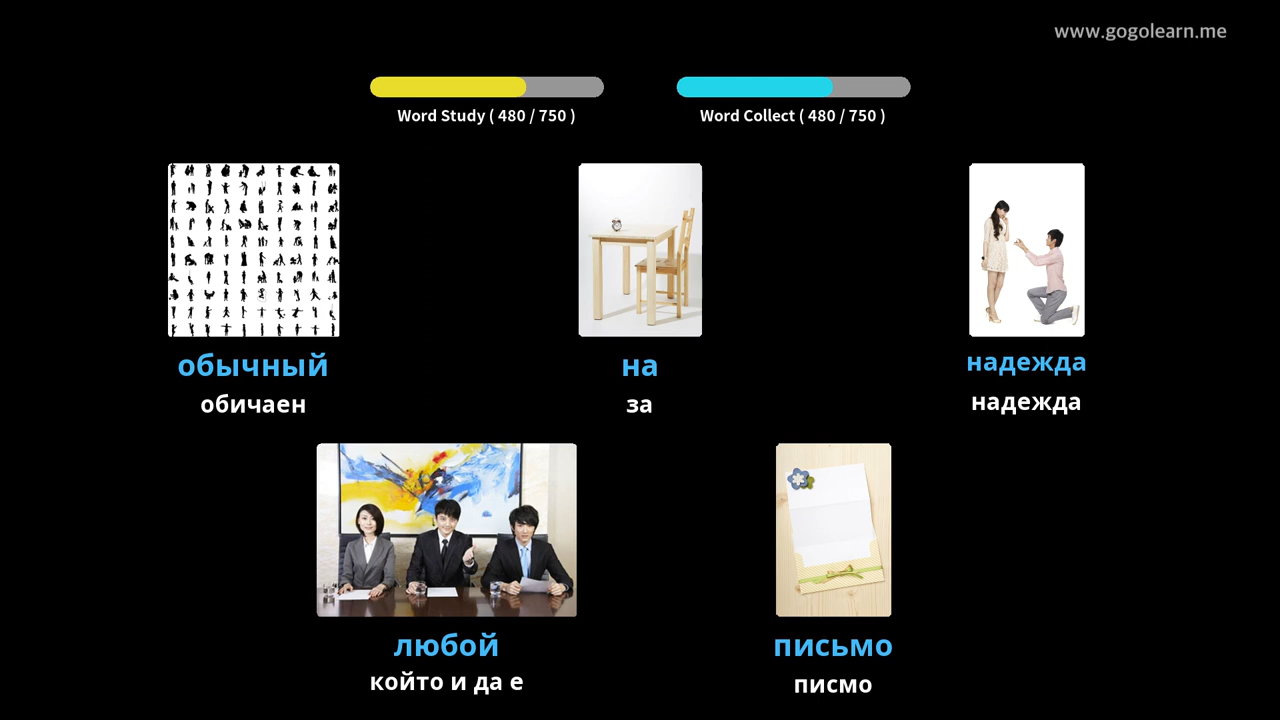 www.gogolearn.me
Word Study ( 480 / 750 )
Word Collect ( 480 / 750 )
обычный
обичаен
на
за
надежда
надежда
любой
който и да е
письмо
писмо